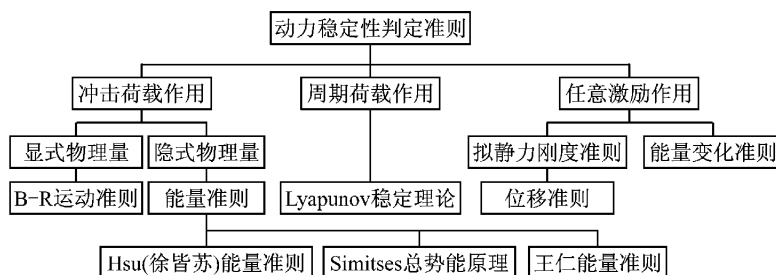 动力稳定性判定准则
冲击荷载作用
周期荷载作用
任意激励作用
显式物理量
隐式物理量
拟静力刚度准则
能量变化准则
B-R运动准则
能量准则
Lyapunov稳定理论
位移准则
Hsu(徐皆苏)能量准则
Simitses总势能原理
王仁能量准则